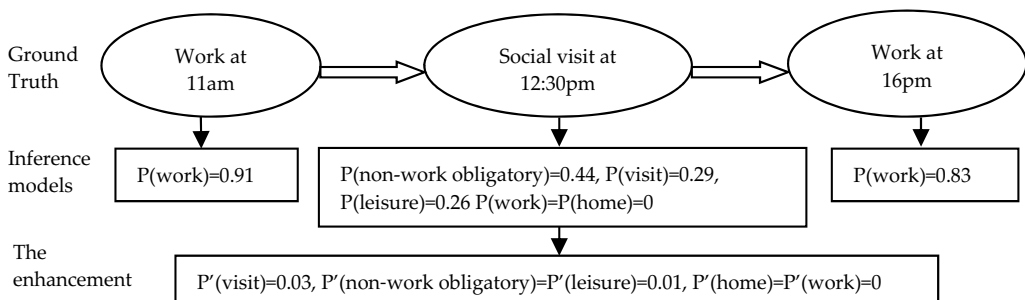 Ground
Truth
Work at
11am
Social visit at
12:30pm
Work at
16pm
Inference
models
P(work)=0.91
P(non-work obligatory)=0.44, P(visit)=0.29,
P(leisure)=0.26 P(work)=P(home)=0
P(work)=0.83
The
enhancement
P’(visit)=0.03, P’(non-work obligatory)=P’(leisure)=0.01, P’(home)=P’(work)=0